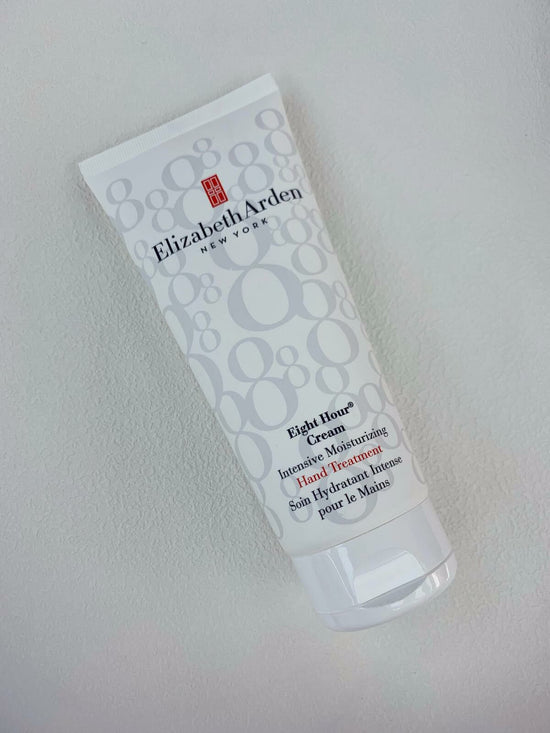 Elizabeth Arden
NEW YORK
Eight Hour®
Cream
Intensive Moisturizing
Hand Treatment
Soin Hydratant Intense
pour le Mains